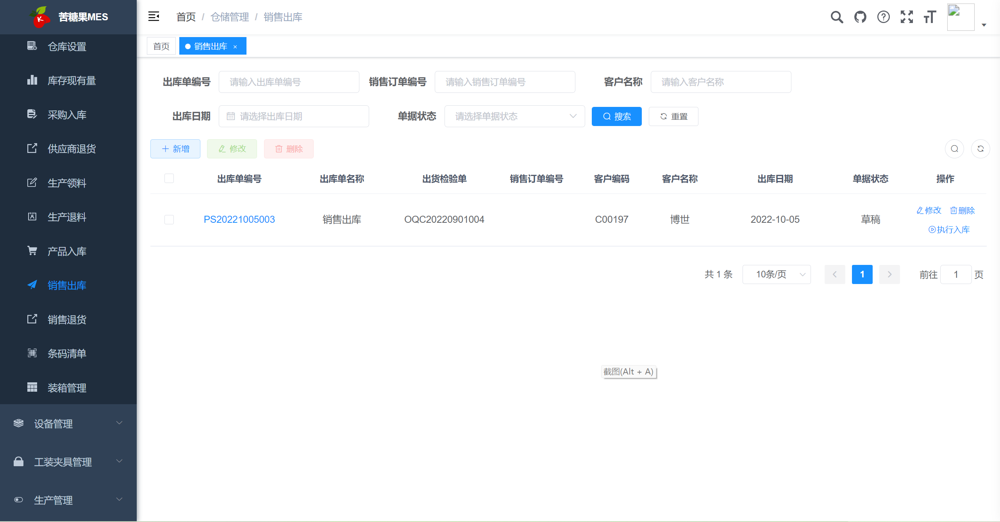 苦糖果MES
首页 / 仓储管理 / 销售出库
首页
销售出库 ×
仓库设置
库存现有量
采购入库
供应商退货
生产领料
生产退料
产品入库
销售出库
销售退货
条码清单
装箱管理
设备管理
工装夹具管理
生产管理
出库单编号 请输入出库单编号 销售订单编号 请输入销售订单编号 客户名称 请输入客户名称
出库日期 请选择出库日期 单据状态 请选择单据状态 搜索 重置
新增 修改 删除
出库单编号 出库单名称 出货检验单 销售订单编号 客户编码 客户名称 出库日期 单据状态 操作
PS20221005003 销售出库 OQC20220901004 C00197 博世 2022-10-05 草稿 修改 删除
执行入库
共 1 条 10条/页 1 前往 1 页
截图(Alt + A)